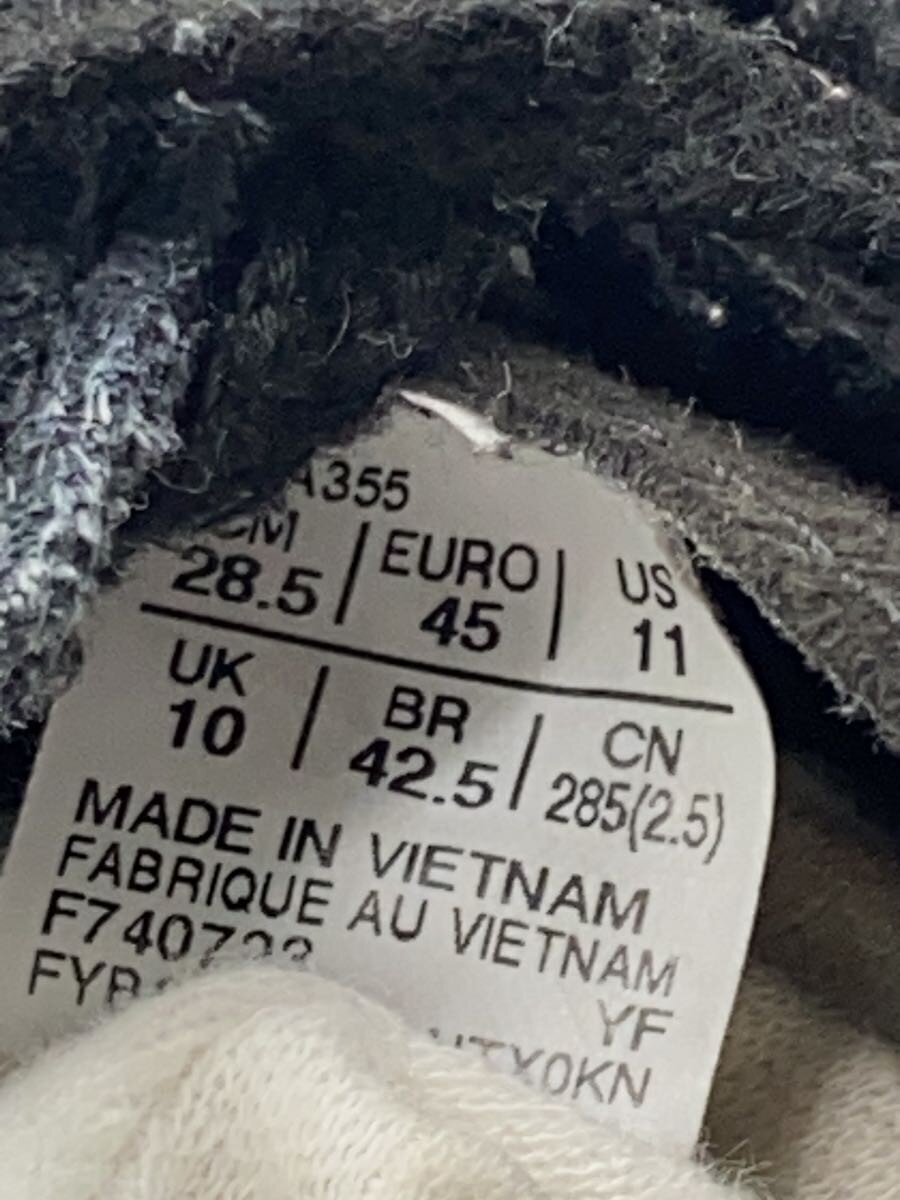 A355
CM | EURO | US
28.5 | 45 | 11
UK | BR | CN
10 | 42.5 | 285(2.5)
MADE IN VIETNAM
FABRIQUE AU VIETNAM
YF